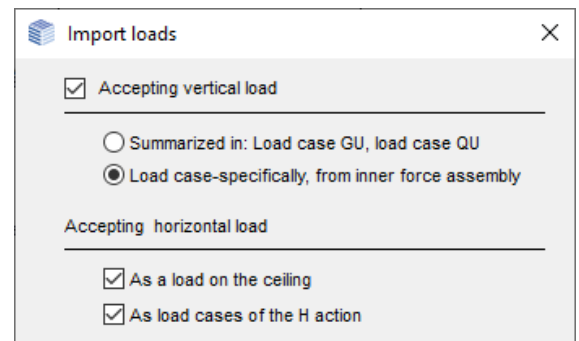 Import loads
Accepting vertical load
Summarized in: Load case GU, load case QU
Load case-specifically, from inner force assembly
Accepting horizontal load
As a load on the ceiling
As load cases of the H action